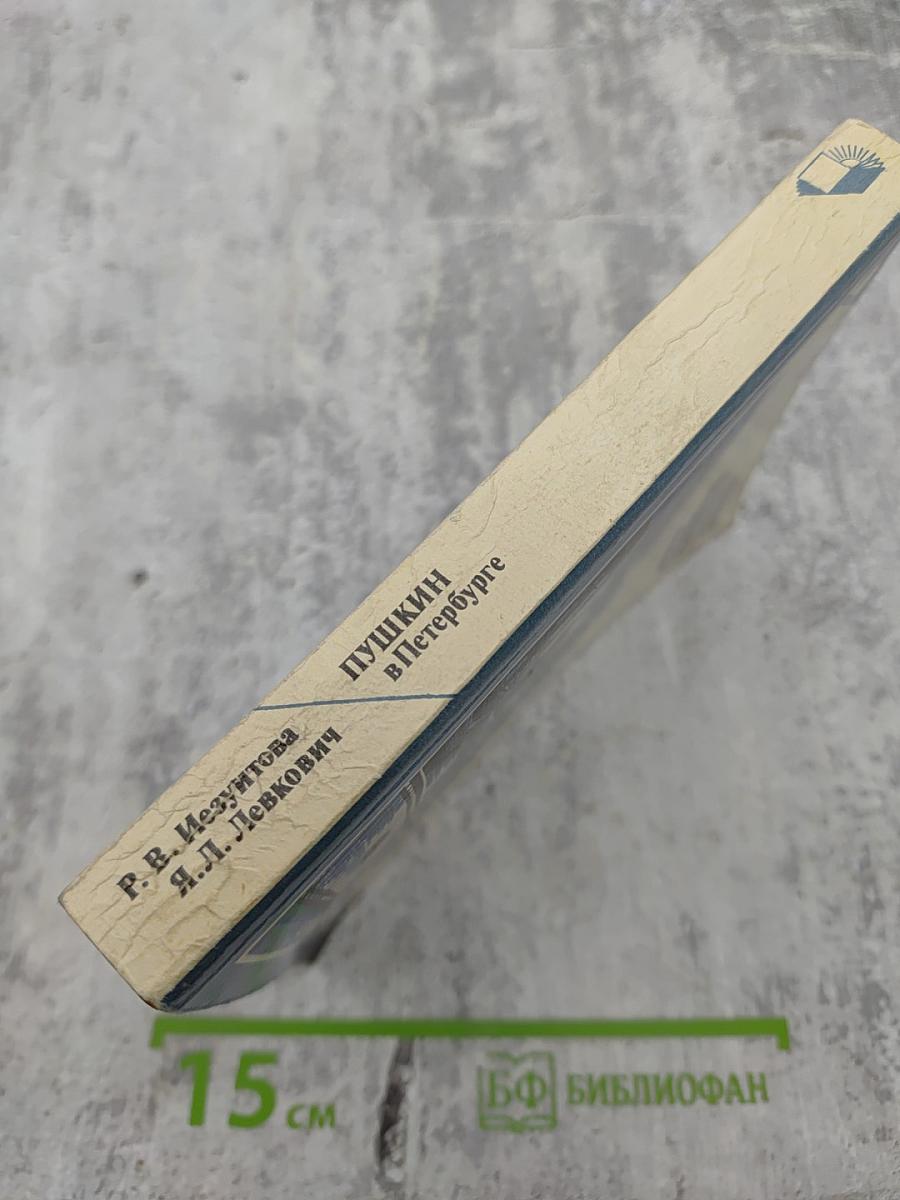 Р. В. Иезуитова
Я. Л. Левкович
ПУШКИН
в Петербурге
15 см
БФ БИБЛИОФАН